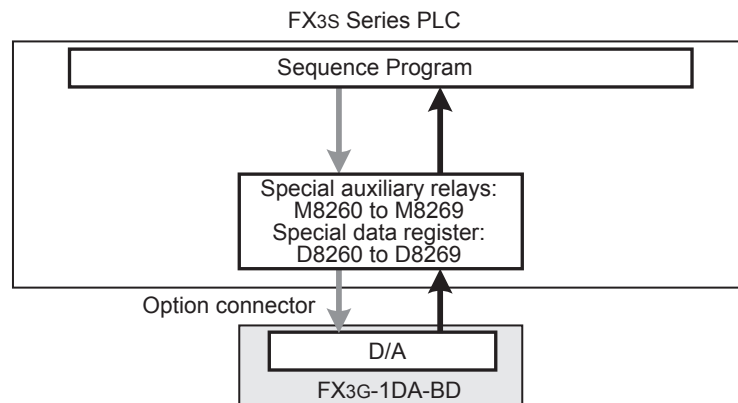 FX3S Series PLC
Sequence Program
Special auxiliary relays:
M8260 to M8269
Special data register:
D8260 to D8269
Option connector
D/A
FX3G-1DA-BD